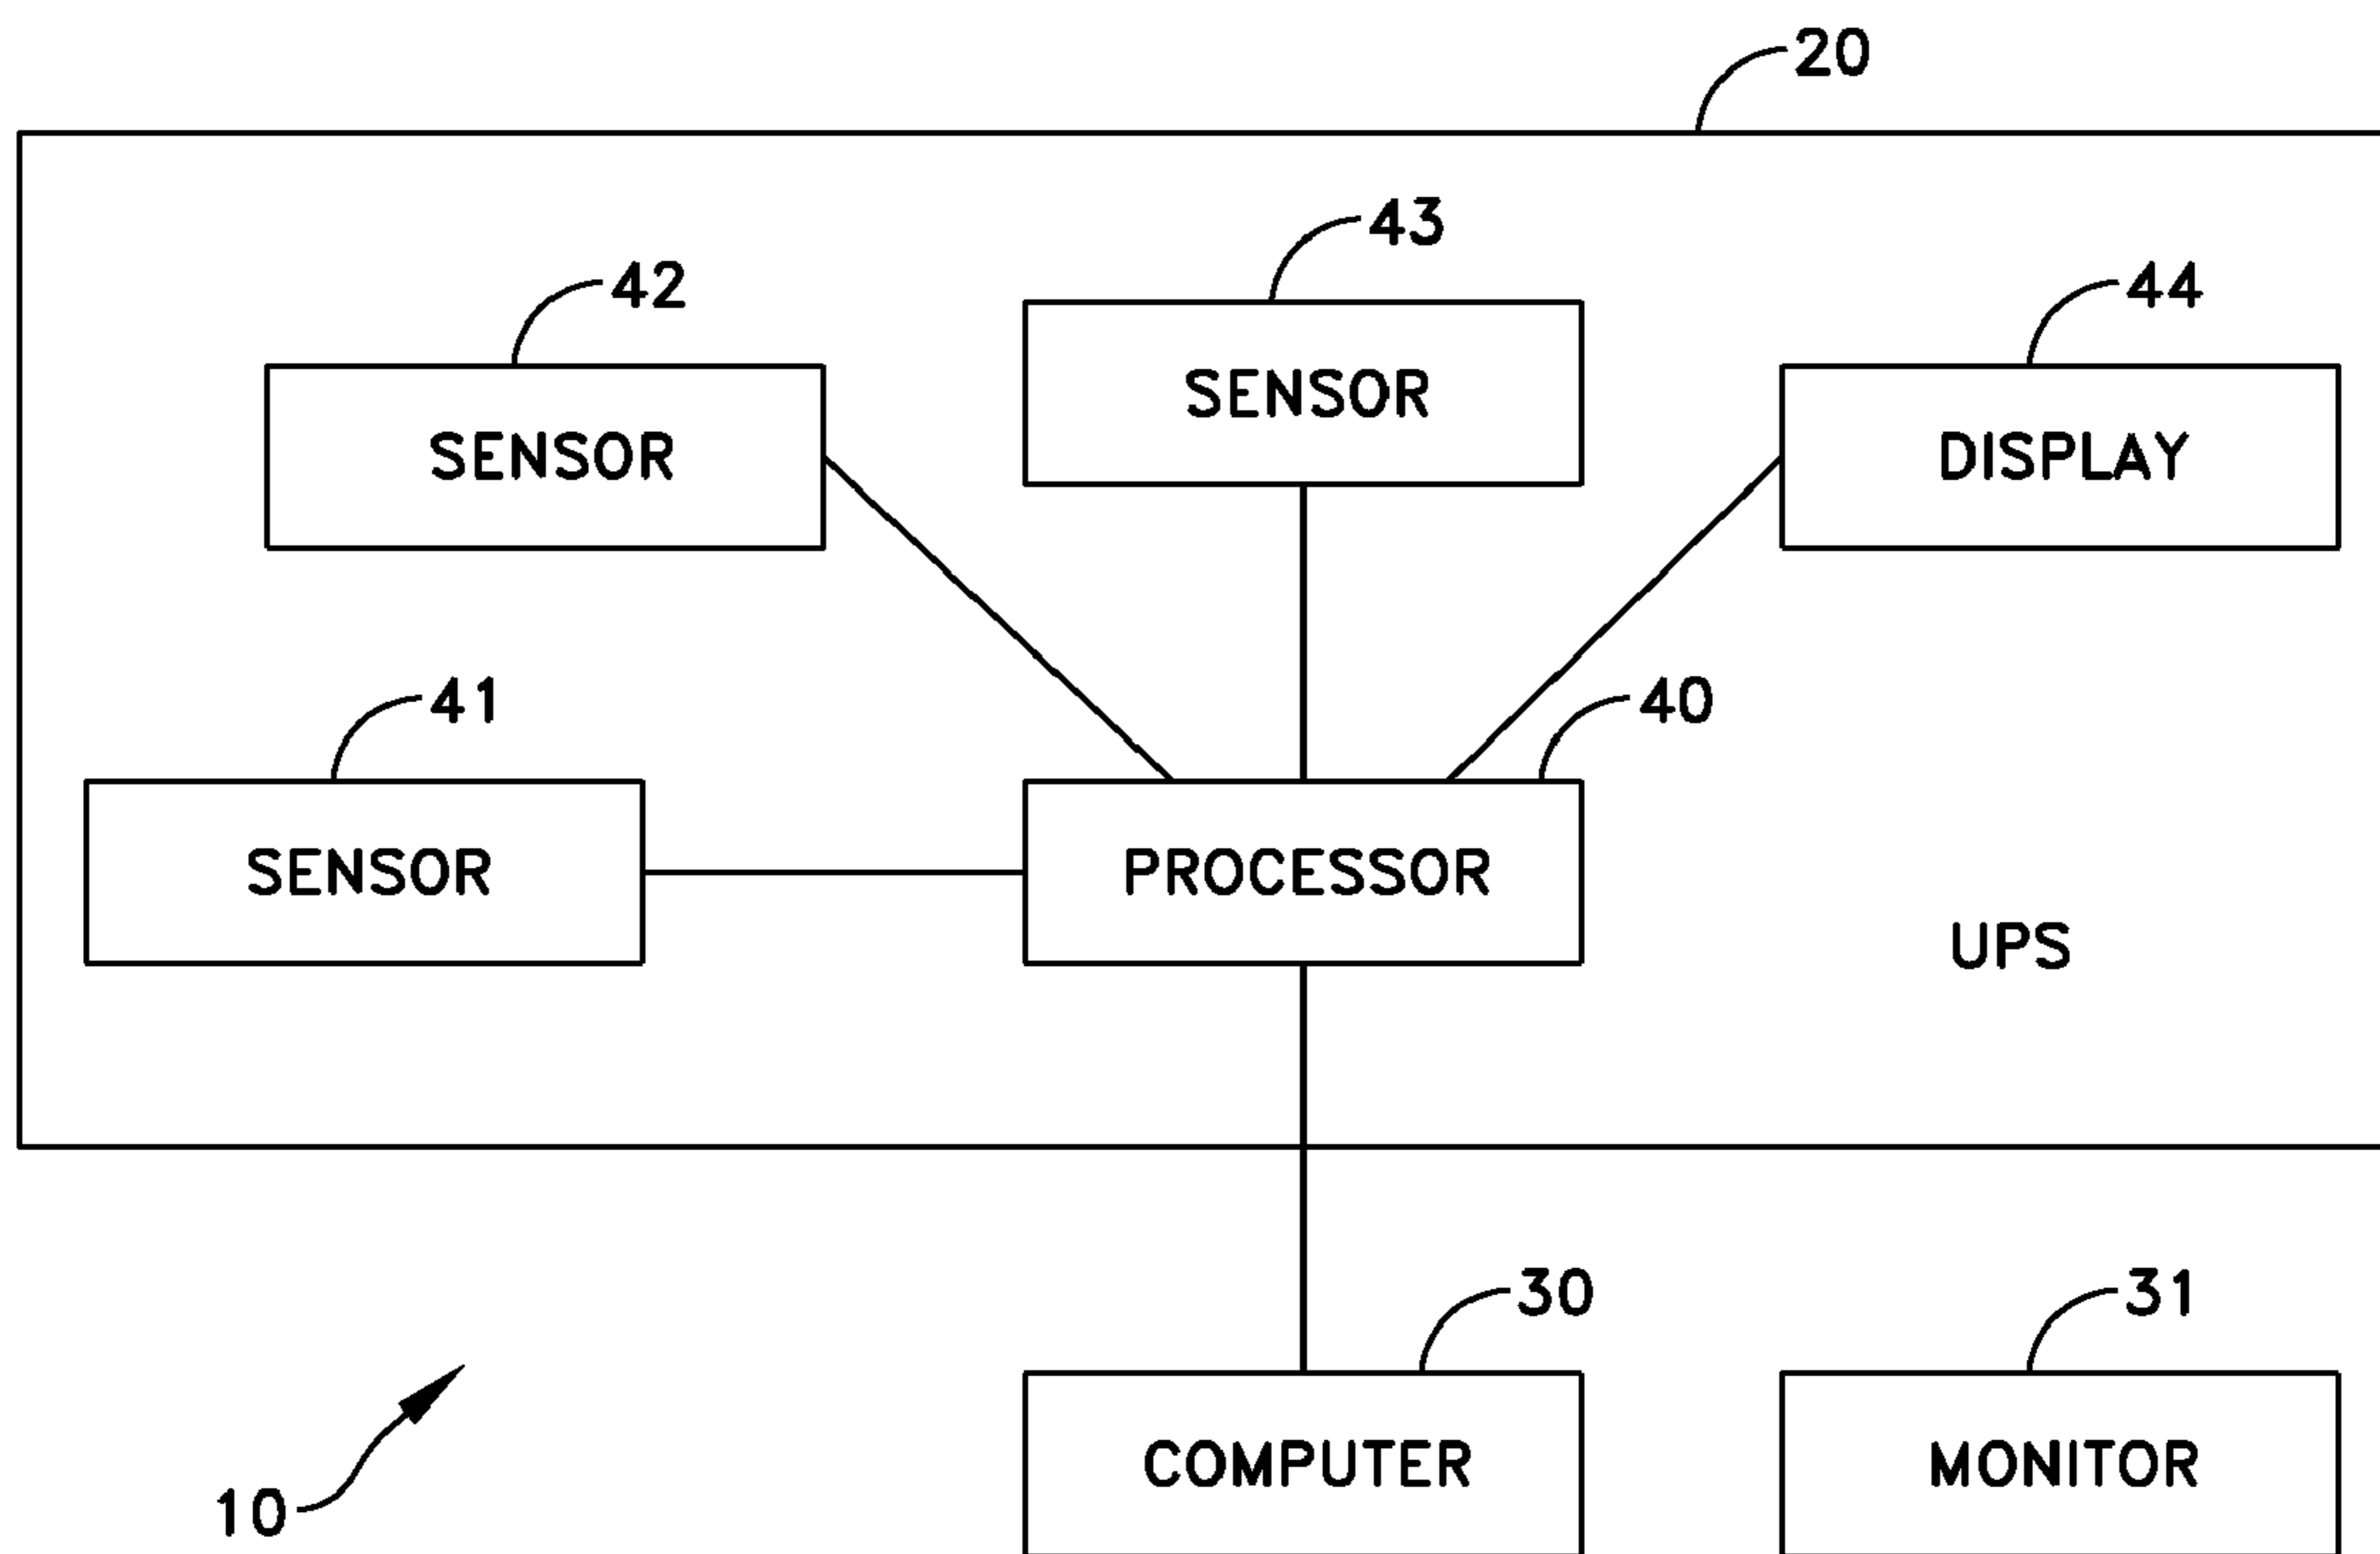 20
43
42
44
SENSOR
SENSOR
DISPLAY
41
40
SENSOR
PROCESSOR
UPS
30
31
COMPUTER
MONITOR
10